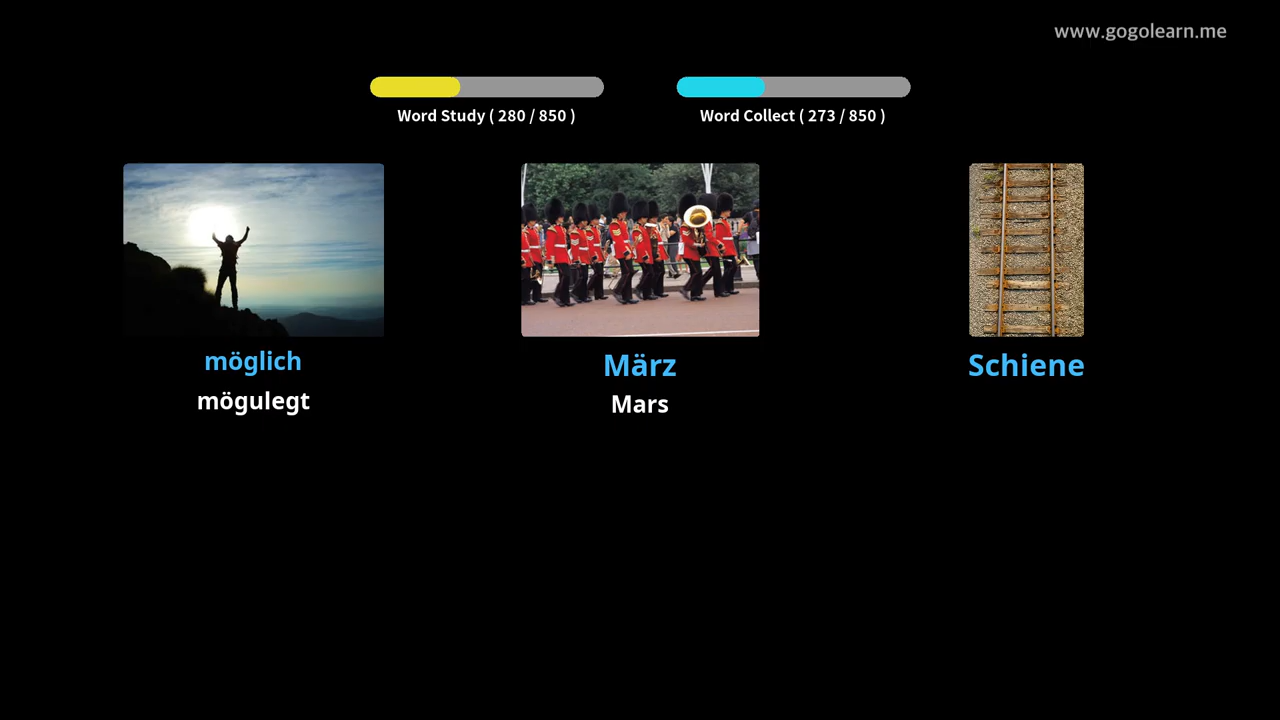 www.gogolearn.me
Word Study ( 280 / 850 )
Word Collect ( 273 / 850 )
möglich
mögulegt
März
Mars
Schiene